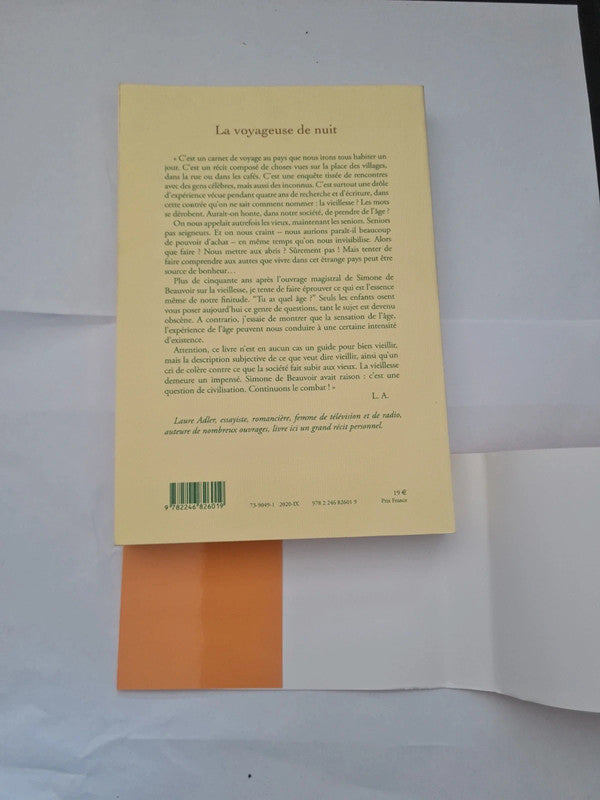 La voyageuse de nuit
« C'est un carnet de voyage au pays que nous irons tous habiter un
jour. C'est un récit composé de choses vues sur la place des villages,
dans la rue ou dans les cafés. C'est une enquête tissée de rencontres
avec des gens célèbres, mais aussi des inconnus. C'est surtout une drôle
d'expérience vécue pendant quatre ans de recherche et d'écriture, dans
cette contrée qu'on ne sait comment nommer : la vieillesse ! Les mots
se dérobent. Aurait-on honte, dans notre société, de prendre de l'âge ?
On nous appelait autrefois les vieux, maintenant les seniors. Seniors
pas seigneurs. Et on nous craint – nous aurions paraît-il beaucoup
de pouvoir d'achat – en même temps qu'on nous invisibilise. Alors
que faire ? Nous mettre aux abris ? Sûrement pas ! Mais tenter de
faire comprendre aux autres que vivre dans cet étrange pays peut être
source de bonheur…
Plus de cinquante ans après l'ouvrage magistral de Simone de
Beauvoir sur la vieillesse, je tente de faire éprouver ce qui est l'essence
même de notre finitude. "Tu as quel âge ?" Seuls les enfants osent
vous poser aujourd'hui ce genre de questions, tant le sujet est devenu
obscène. A contrario, j'essaie de montrer que la sensation de l'âge,
l'expérience de l'âge peuvent nous conduire à une certaine intensité
d'existence.
Attention, ce livre n'est en aucun cas un guide pour bien vieillir,
mais la description subjective de ce que veut dire vieillir, ainsi qu'un
cri de colère contre ce que la société fait subir aux vieux. La vieillesse
demeure un impensé. Simone de Beauvoir avait raison : c'est une
question de civilisation. Continuons le combat ! »
L. A.
Laure Adler, essayiste, romancière, femme de télévision et de radio,
auteure de nombreux ouvrages, livre ici un grand récit personnel.
9 782246 826019
73-9049-1 2020-IX 978 2 246 82601 9
19 €
Prix France